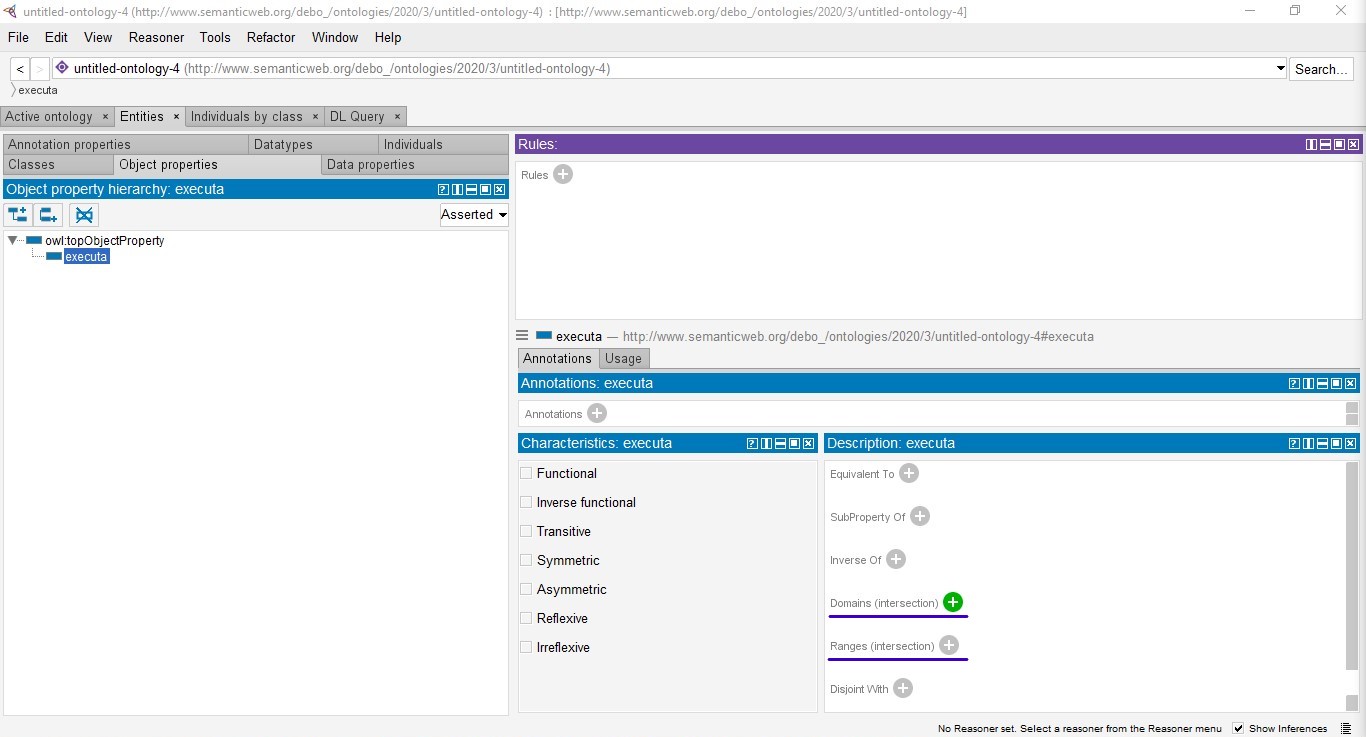 untitled-ontology-4 (http://www.semanticweb.org/debo_/ontologies/2020/3/untitled-ontology-4) : [http://www.semanticweb.org/debo_/ontologies/2020/3/untitled-ontology-4]
File Edit View Reasoner Tools Refactor Window Help
< > untitled-ontology-4 (http://www.semanticweb.org/debo_/ontologies/2020/3/untitled-ontology-4) Search...
executa
Active ontology × Entities × Individuals by class × DL Query ×
Annotation properties Datatypes Individuals
Classes Object properties Data properties
Object property hierarchy: executa
Asserted
owl:topObjectProperty
executa
Rules:
Rules
executa — http://www.semanticweb.org/debo_/ontologies/2020/3/untitled-ontology-4#executa
Annotations Usage
Annotations: executa
Annotations
Characteristics: executa
Functional
Inverse functional
Transitive
Symmetric
Asymmetric
Reflexive
Irreflexive
Description: executa
Equivalent To
SubProperty Of
Inverse Of
Domains (intersection)
Ranges (intersection)
Disjoint With
No Reasoner set. Select a reasoner from the Reasoner menu Show Inferences